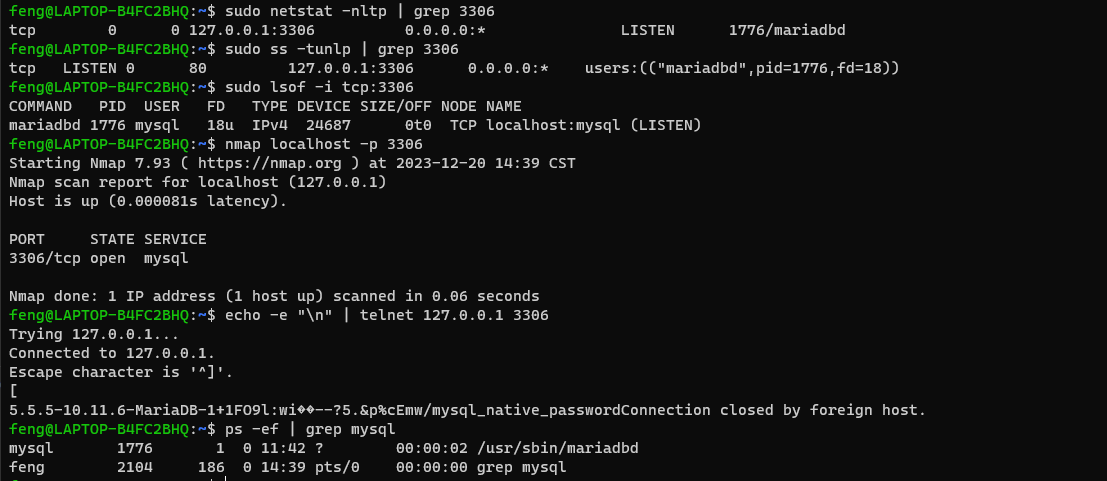 feng@LAPTOP-B4FC2BHQ:~$ sudo netstat -nltp | grep 3306
tcp        0      0 127.0.0.1:3306          0.0.0.0:*               LISTEN      1776/mariadbd
feng@LAPTOP-B4FC2BHQ:~$ sudo ss -tunlp | grep 3306
tcp   LISTEN 0      80         127.0.0.1:3306      0.0.0.0:*    users:(("mariadbd",pid=1776,fd=18))
feng@LAPTOP-B4FC2BHQ:~$ sudo lsof -i tcp:3306
COMMAND   PID  USER   FD   TYPE DEVICE SIZE/OFF NODE NAME
mariadbd 1776 mysql   18u  IPv4  24687      0t0  TCP localhost:mysql (LISTEN)
feng@LAPTOP-B4FC2BHQ:~$ nmap localhost -p 3306
Starting Nmap 7.93 ( https://nmap.org ) at 2023-12-20 14:39 CST
Nmap scan report for localhost (127.0.0.1)
Host is up (0.000081s latency).
PORT     STATE SERVICE
3306/tcp open  mysql
Nmap done: 1 IP address (1 host up) scanned in 0.06 seconds
feng@LAPTOP-B4FC2BHQ:~$ echo -e "\n" | telnet 127.0.0.1 3306
Trying 127.0.0.1...
Connected to 127.0.0.1.
Escape character is '^]'.
[
5.5.5-10.11.6-MariaDB-1+1FO9l:wi��--?5.&p%cEmw/mysql_native_passwordConnection closed by foreign host.
feng@LAPTOP-B4FC2BHQ:~$ ps -ef | grep mysql
mysql       1776       1  0 11:42 ?        00:00:02 /usr/sbin/mariadbd
feng        2104     186  0 14:39 pts/0    00:00:00 grep mysql